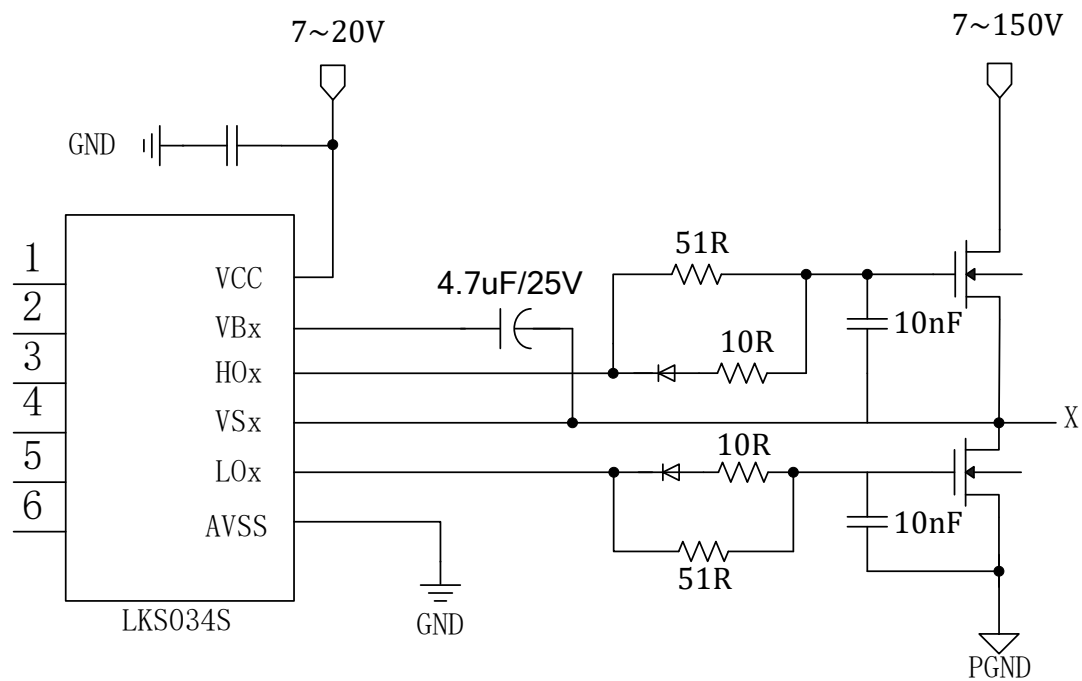 7~20V
7~150V
GND
1
2
3
4
5
6
VCC
VBx
HOx
VSx
LOx
AVSS
LKS034S
4.7uF/25V
51R
10R
10nF
X
10R
10nF
51R
GND
PGND